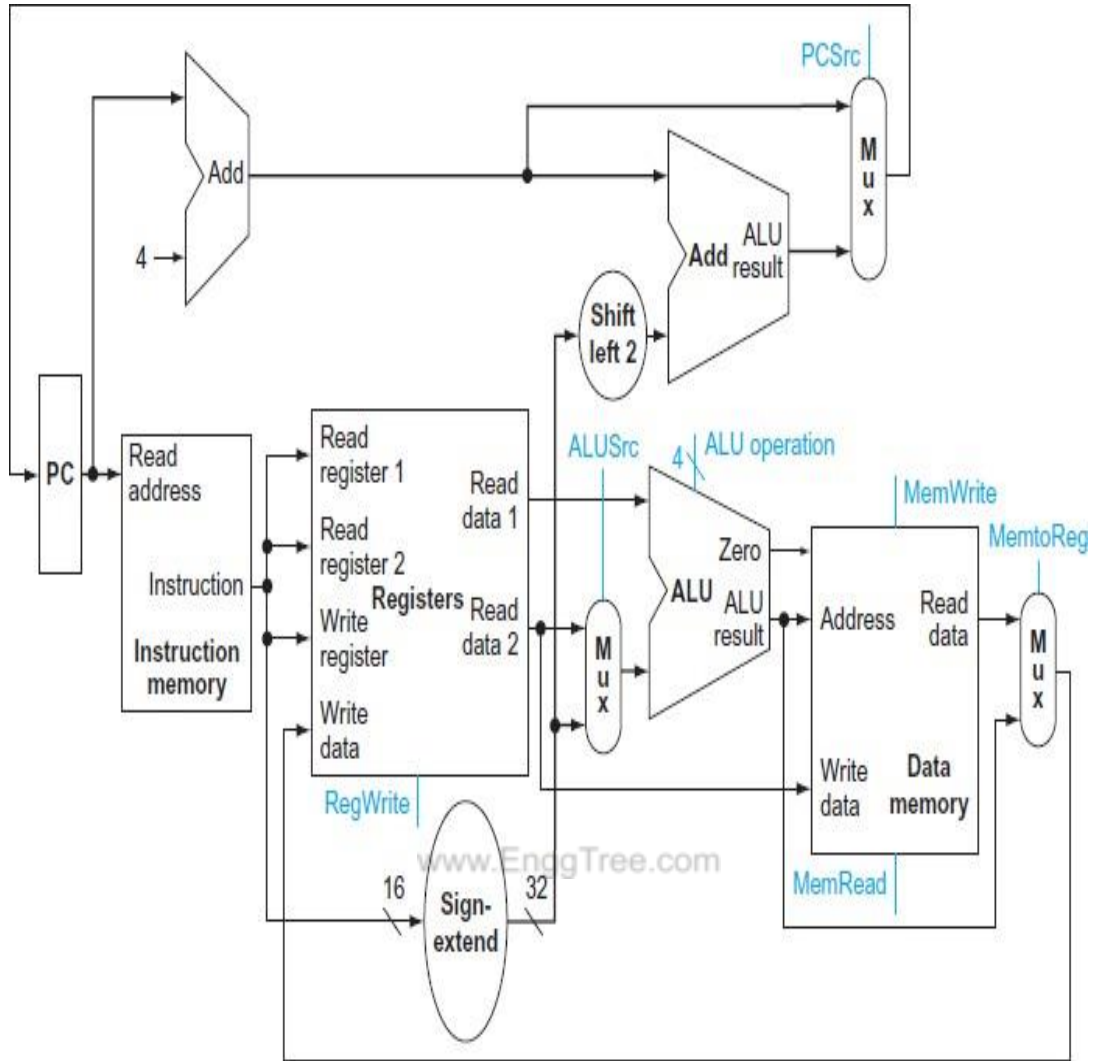 PCSrc
Mux
Add
4
Add
ALU
result
Shift
left 2
PC
Read
address
Instruction
Instruction
memory
Read
register 1
Read
register 2
Write
register
Write
data
Registers
Read
data 1
Read
data 2
RegWrite
ALUSrc
Mux
4
ALU operation
Zero
ALU
ALU
result
MemWrite
Address
Read
data
Write
data
Data
memory
MemRead
MemtoReg
Mux
www.EnggTree.com
16
Sign-
extend
32